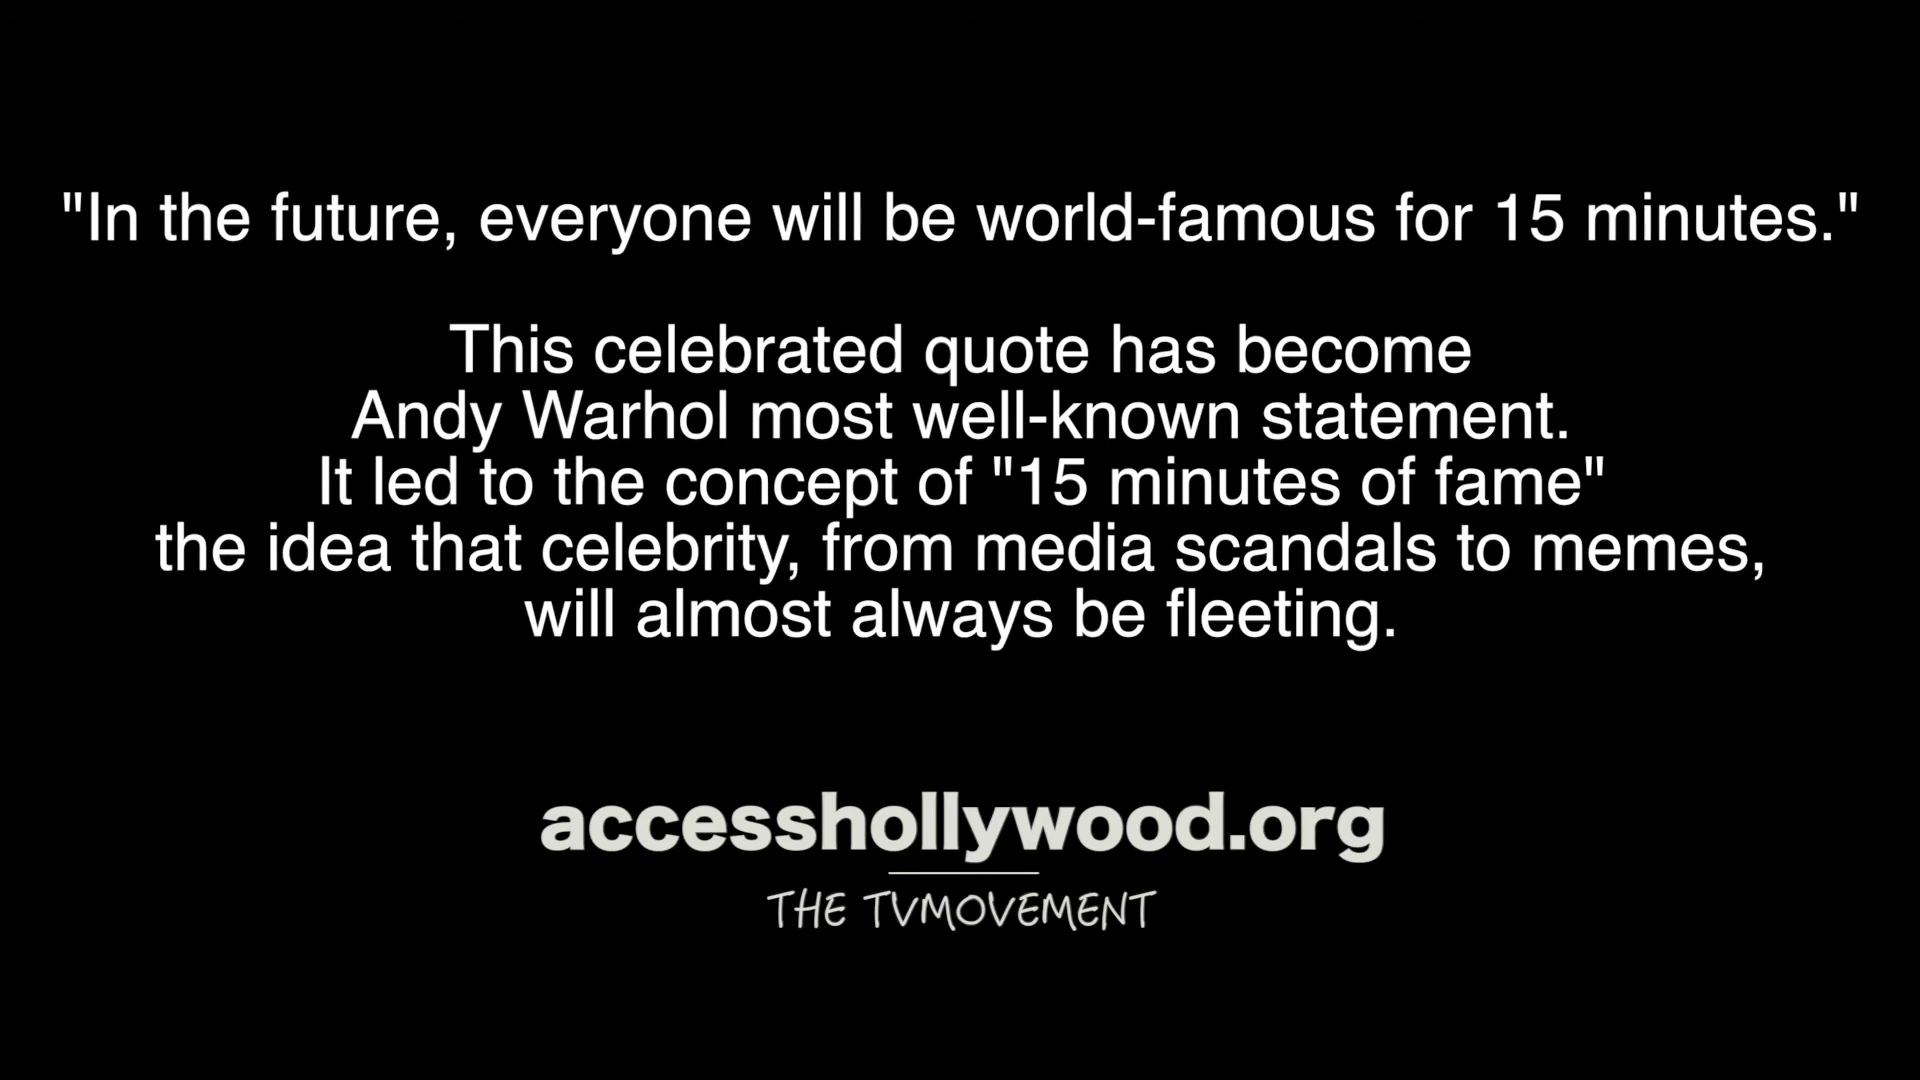 "In the future, everyone will be world-famous for 15 minutes."
This celebrated quote has become
Andy Warhol most well-known statement.
It led to the concept of "15 minutes of fame"
the idea that celebrity, from media scandals to memes,
will almost always be fleeting.
accesshollywood.org
THE TVMOVEMENT